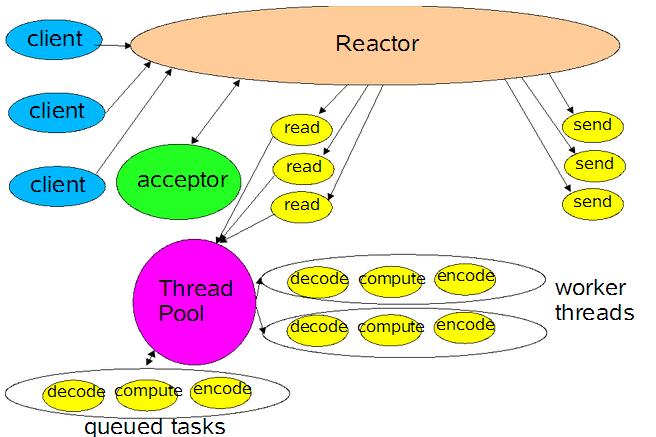 client
Reactor
client
client
acceptor
read
read
read
send
send
send
Thread
Pool
decode compute encode
decode compute encode
worker
threads
decode compute encode
queued tasks